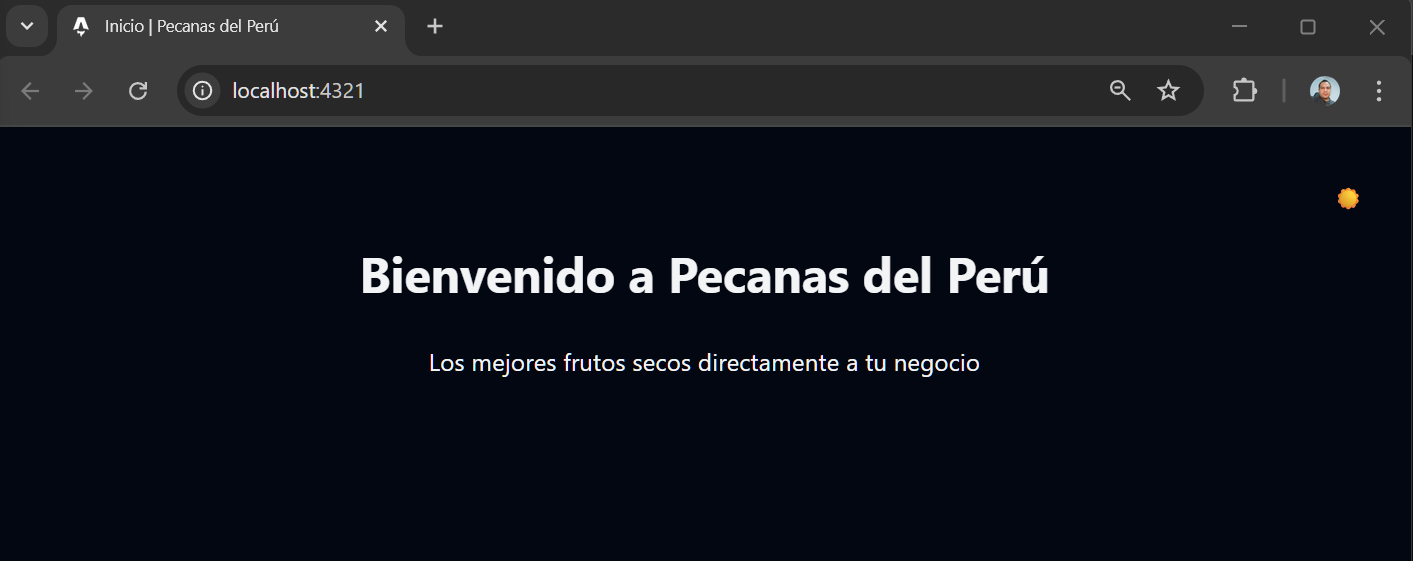 Inicio | Pecanas del Perú
localhost:4321
Bienvenido a Pecanas del Perú
Los mejores frutos secos directamente a tu negocio